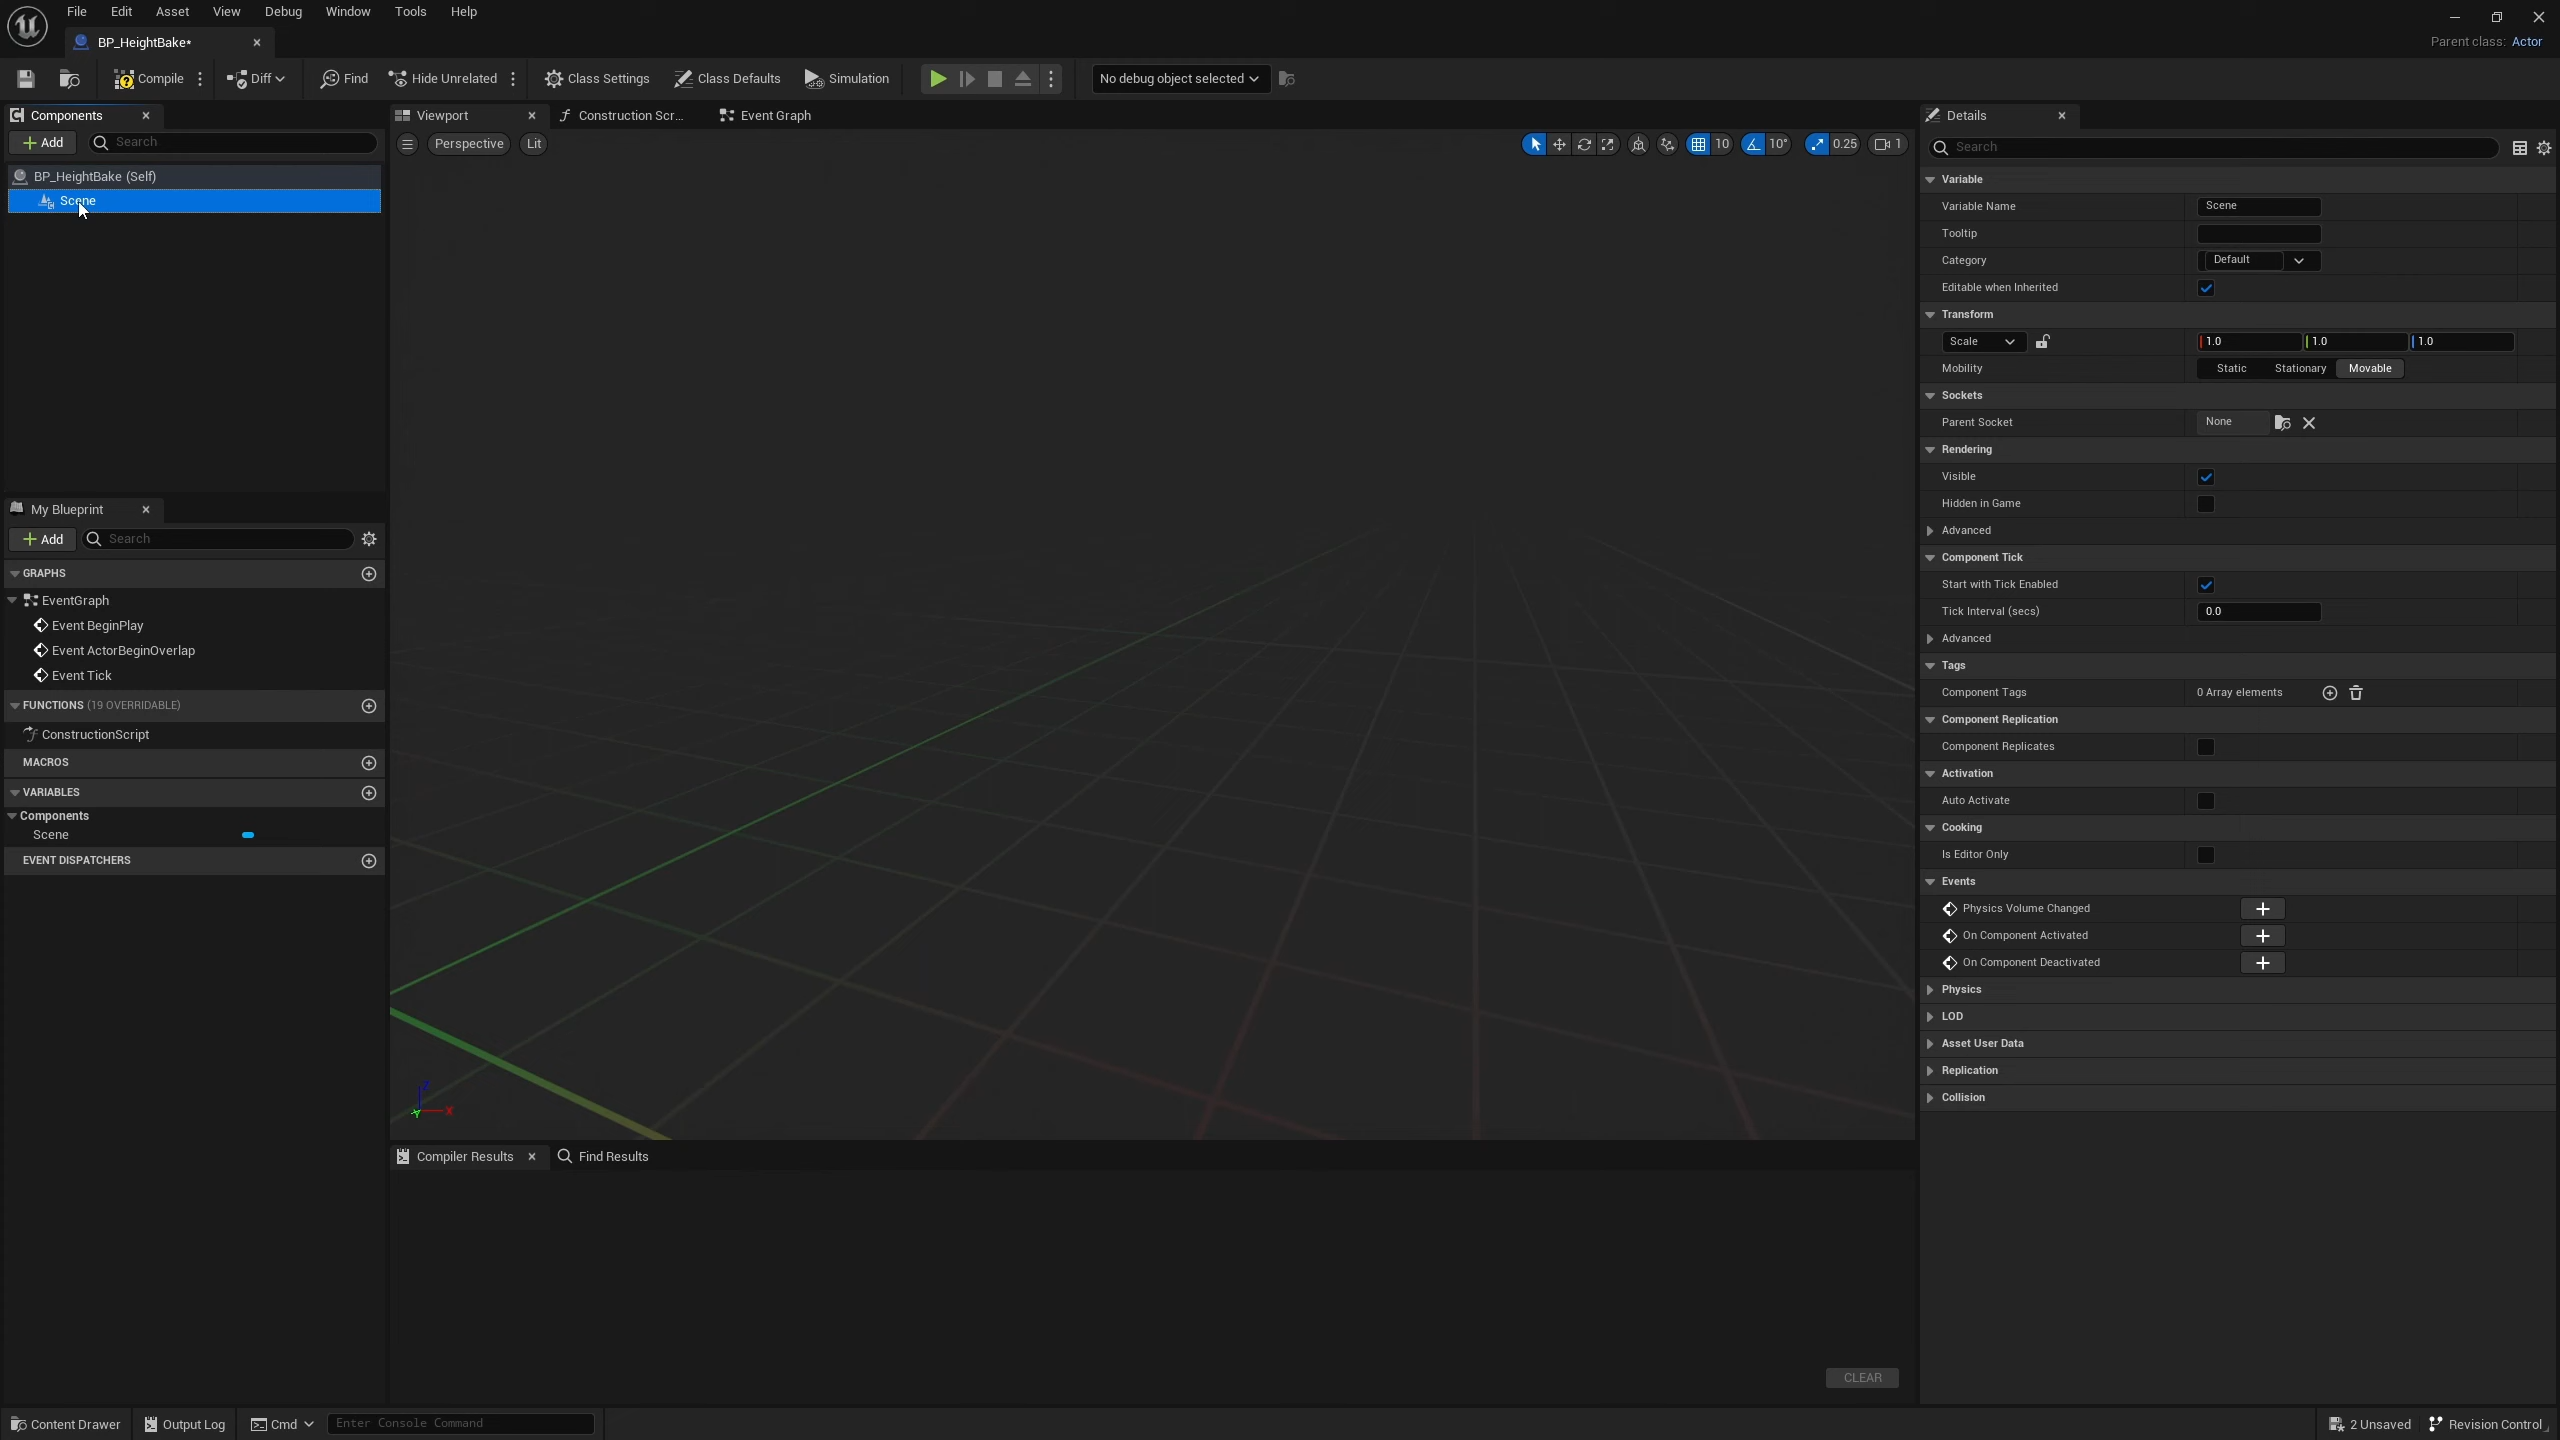 File Edit Asset View Debug Window Tools Help
BP_HeightBake*
Parent class: Actor
Compile Diff Find Hide Unrelated Class Settings Class Defaults Simulation No debug object selected
Components
Add Search
BP_HeightBake (Self)
Scene
My Blueprint
Add Search
GRAPHS
EventGraph
Event BeginPlay
Event ActorBeginOverlap
Event Tick
FUNCTIONS (19 OVERRIDABLE)
ConstructionScript
MACROS
VARIABLES
Components
Scene
EVENT DISPATCHERS
Viewport Construction Scr... Event Graph
Perspective Lit 10 10° 0.25 1
Z
Y X
Compiler Results Find Results
CLEAR
Details
Search
Variable
Variable Name Scene
Tooltip
Category Default
Editable when Inherited
Transform
Scale 1.0 1.0 1.0
Mobility Static Stationary Movable
Sockets
Parent Socket None
Rendering
Visible
Hidden in Game
Advanced
Component Tick
Start with Tick Enabled
Tick Interval (secs) 0.0
Advanced
Tags
Component Tags 0 Array elements
Component Replication
Component Replicates
Activation
Auto Activate
Cooking
Is Editor Only
Events
Physics Volume Changed
On Component Activated
On Component Deactivated
Physics
LOD
Asset User Data
Replication
Collision
Content Drawer Output Log Cmd Enter Console Command 2 Unsaved Revision Control